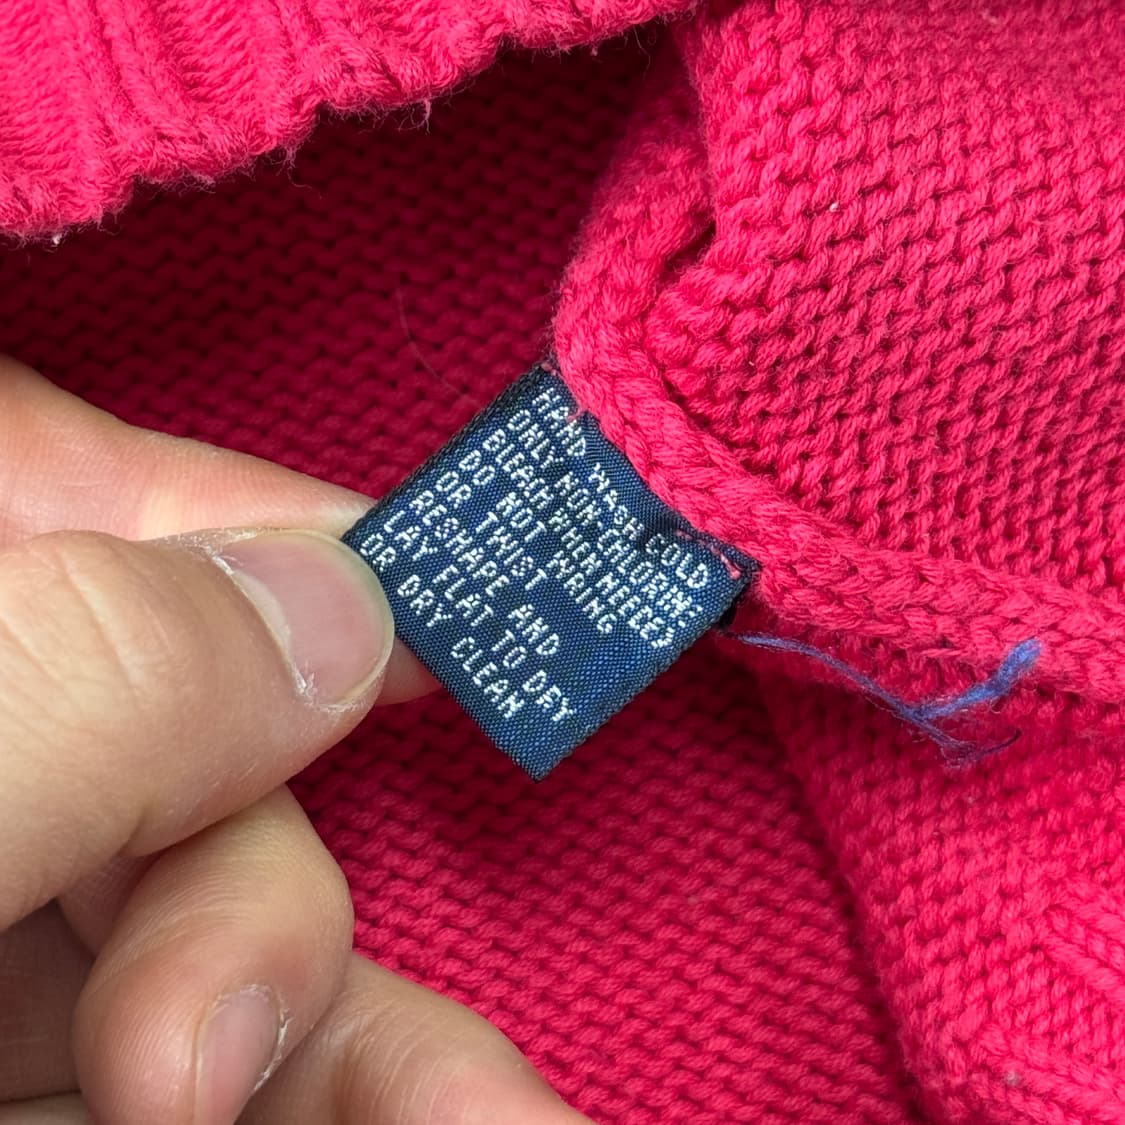 HAND WASH COLD
ONLY NON-CHLORINE
BLEACH WHEN NEEDED
DO NOT WRING
OR TWIST
RESHAPE AND
LAY FLAT TO DRY
OR DRY CLEAN